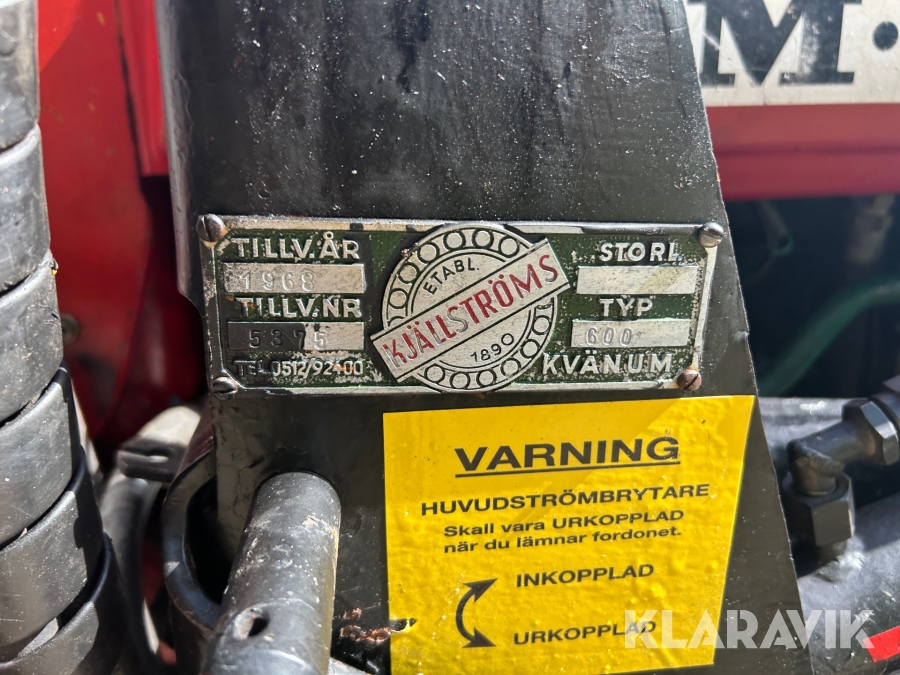 M.
TILLV.ÅR
1968
TILLV.NR
TEL 0512/92400
ETABL.
KJÄLLSTRÖMS
1890
STORL.
TYP
600
KVÄNUM
VARNING
HUVUDSTRÖMBRYTARE
Skall vara URKOPPLAD
när du lämnar fordonet.
INKOPPLAD
URKOPPLAD
KLARAVIK